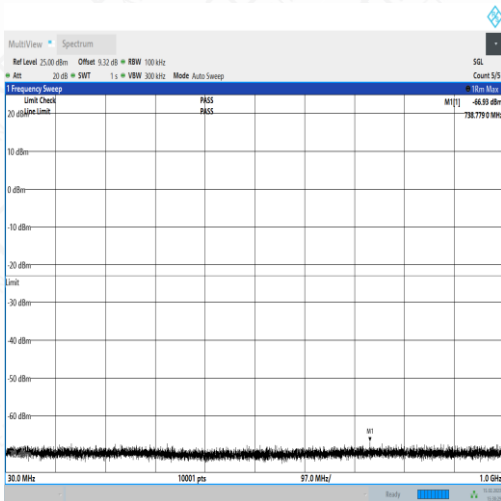 MultiView Spectrum
Ref Level 25.00 dBm Offset 9.32 dB RBW 100 kHz SGL
Att 20 dB SWT 1 s VBW 300 kHz Mode Auto Sweep Count 5/5
1 Frequency Sweep 1Rm Max
Limit Check PASS M1[1] -66.93 dBm
Line Limit PASS 738.779 0 MHz
20 dBm
10 dBm
0 dBm
-10 dBm
-20 dBm
Limit
-30 dBm
-40 dBm
-50 dBm
-60 dBm
M1
30.0 MHz 10001 pts 97.0 MHz/ 1.0 GHz
Ready